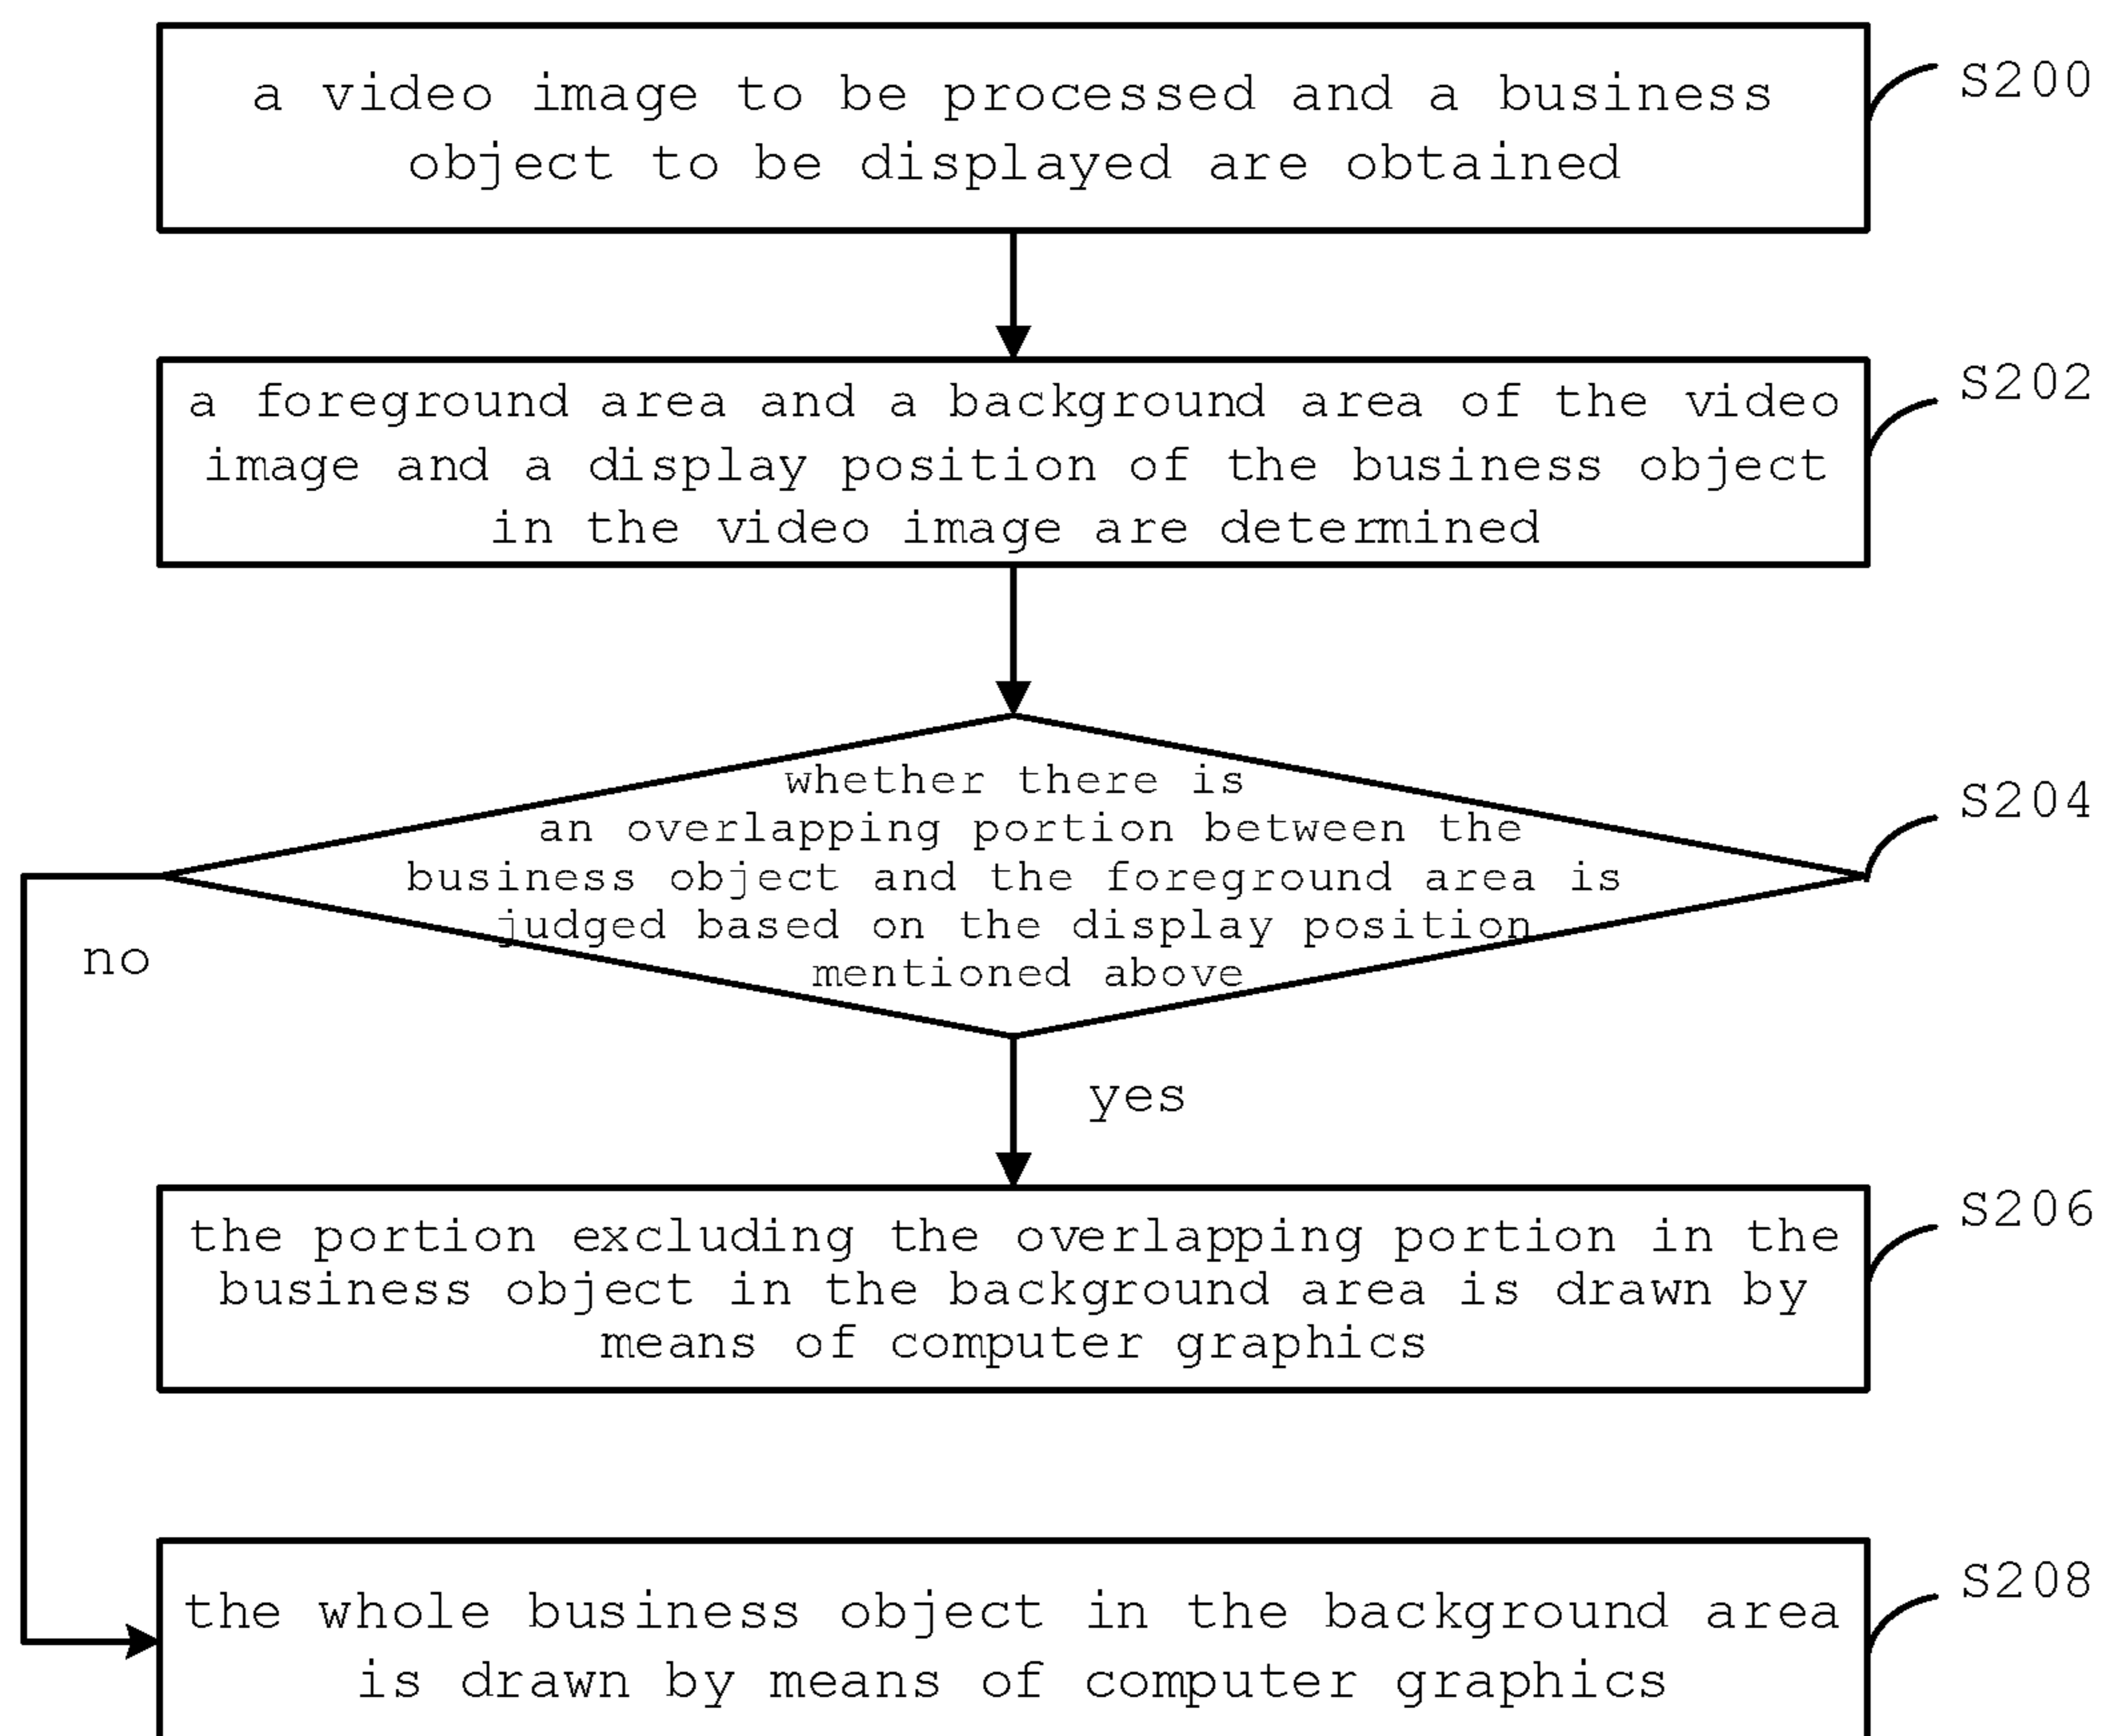 a video image to be processed and a business
object to be displayed are obtained
S200
a foreground area and a background area of the video
image and a display position of the business object
in the video image are determined
S202
whether there is
an overlapping portion between the
business object and the foreground area is
judged based on the display position
mentioned above
S204
no
yes
the portion excluding the overlapping portion in the
business object in the background area is drawn by
means of computer graphics
S206
the whole business object in the background area
is drawn by means of computer graphics
S208